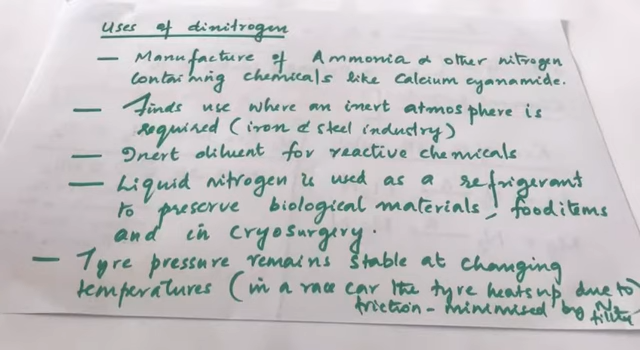 Uses of dinitrogen
— Manufacture of Ammonia & other nitrogen
containing chemicals like Calcium cyanamide.
— Finds use where an inert atmosphere is
required (iron & steel industry)
— Inert diluent for reactive chemicals
— Liquid nitrogen is used as a refrigerant
to preserve biological materials, food items
and in cryosurgery.
— Tyre pressure remains stable at changing
temperatures (in a race car the tyre heats up due to
friction - minimised by N₂
filling